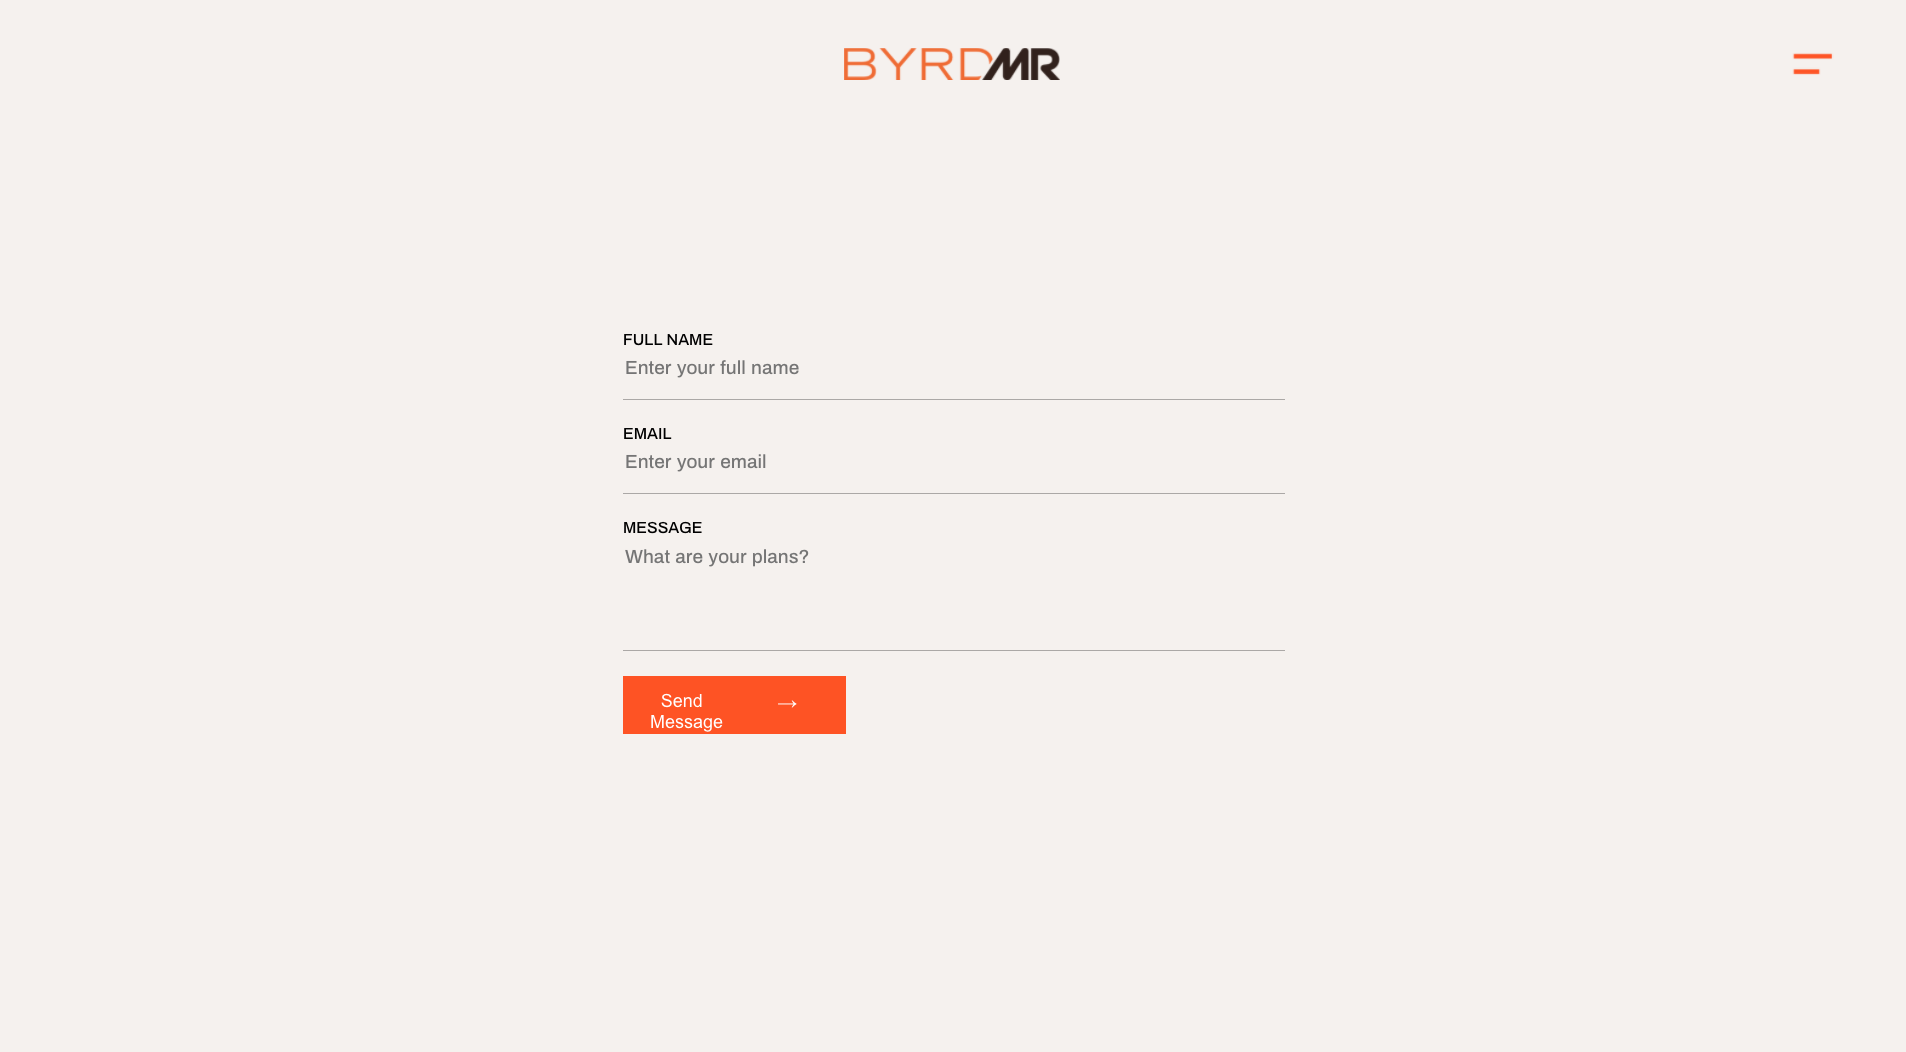 BYRDMR
FULL NAME
Enter your full name
EMAIL
Enter your email
MESSAGE
What are your plans?
Send
Message